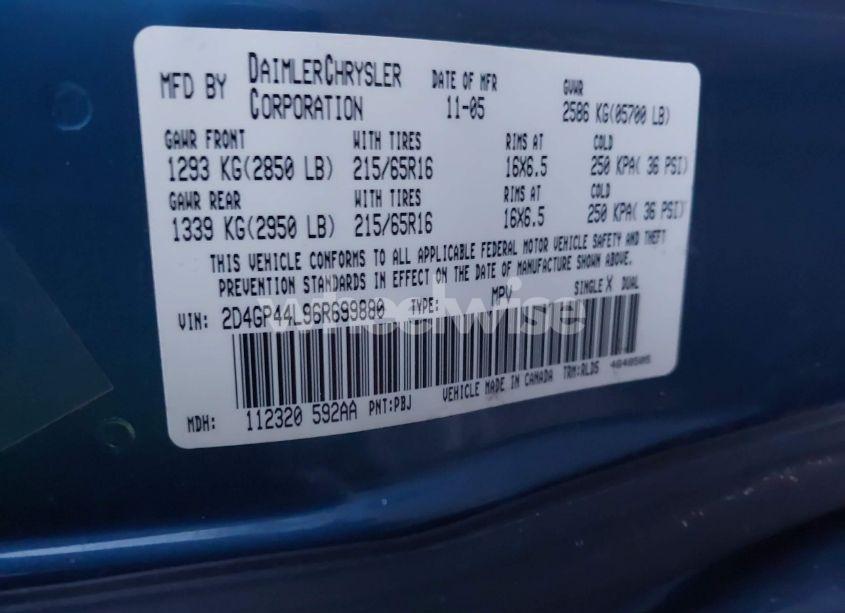 MFD BY DAIMLERCHRYSLER CORPORATION DATE OF MFR 11-05 GVWR 2586 KG(05700 LB)
GAWR FRONT WITH TIRES RIMS AT COLD
1293 KG(2850 LB) 215/65R16 16X6.5 250 KPA( 36 PSI)
GAWR REAR WITH TIRES RIMS AT COLD
1339 KG(2950 LB) 215/65R16 16X6.5 250 KPA( 36 PSI)
THIS VEHICLE CONFORMS TO ALL APPLICABLE FEDERAL MOTOR VEHICLE SAFETY AND THEFT
PREVENTION STANDARDS IN EFFECT ON THE DATE OF MANUFACTURE SHOWN ABOVE.
VIN: 2D4GP44L96R699880 TYPE: MPV SINGLE X DUAL
wheelwise
MDH: 112320 592AA PNT:PBJ VEHICLE MADE IN CANADA TRM:ALD5 4648505